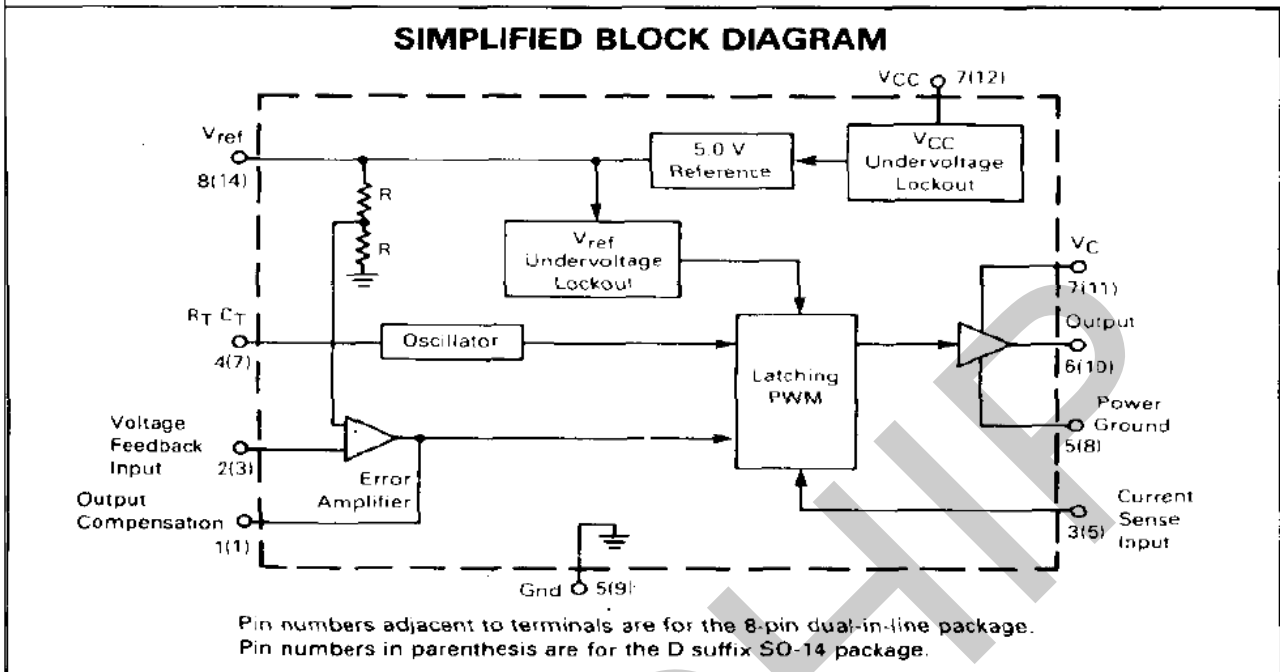 SIMPLIFIED BLOCK DIAGRAM
VCC 7(12)
Vref
8(14)
R
R
5.0 V
Reference
VCC
Undervoltage
Lockout
Vref
Undervoltage
Lockout
VC
7(11)
RT CT
4(7)
Oscillator
Latching
PWM
Output
6(10)
Power
Ground
5(8)
Voltage
Feedback
Input
2(3)
Error
Amplifier
Output
Compensation
1(1)
Current
Sense
Input
3(5)
Gnd 5(9)
Pin numbers adjacent to terminals are for the 8-pin dual-in-line package.
Pin numbers in parenthesis are for the D suffix SO-14 package.
HIP